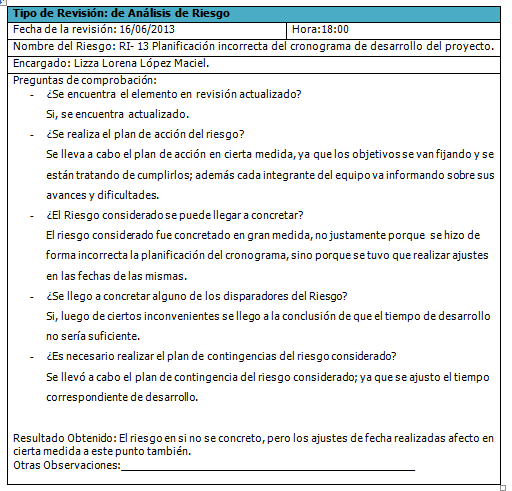 Tipo de Revisión: de Análisis de Riesgo
Fecha de la revisión: 16/06/2013 Hora:18:00
Nombre del Riesgo: RI- 13 Planificación incorrecta del cronograma de desarrollo del proyecto.
Encargado: Lizza Lorena López Maciel.
Preguntas de comprobación:
- ¿Se encuentra el elemento en revisión actualizado?
Si, se encuentra actualizado.
- ¿Se realiza el plan de acción del riesgo?
Se lleva a cabo el plan de acción en cierta medida, ya que los objetivos se van fijando y se
están tratando de cumplirlos; además cada integrante del equipo va informando sobre sus
avances y dificultades.
- ¿El Riesgo considerado se puede llegar a concretar?
El riesgo considerado fue concretado en gran medida, no justamente porque se hizo de
forma incorrecta la planificación del cronograma, sino porque se tuvo que realizar ajustes
en las fechas de las mismas.
- ¿Se llego a concretar alguno de los disparadores del Riesgo?
Si, luego de ciertos inconvenientes se llego a la conclusión de que el tiempo de desarrollo
no sería suficiente.
- ¿Es necesario realizar el plan de contingencias del riesgo considerado?
Se llevó a cabo el plan de contingencia del riesgo considerado; ya que se ajusto el tiempo
correspondiente de desarrollo.
Resultado Obtenido: El riesgo en si no se concreto, pero los ajustes de fecha realizadas afecto en
cierta medida a este punto también.
Otras Observaciones:___________________________________________